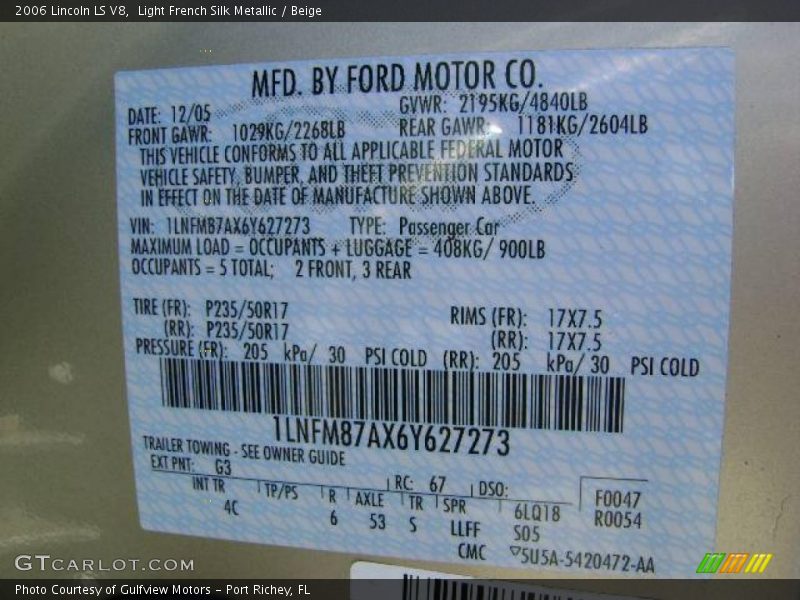 2006 Lincoln LS V8,  Light French Silk Metallic / Beige
MFD. BY FORD MOTOR CO.
DATE: 12/05 GVWR: 2195KG/4840LB
FRONT GAWR: 1029KG/2268LB REAR GAWR: 1181KG/2604LB
THIS VEHICLE CONFORMS TO ALL APPLICABLE FEDERAL MOTOR
VEHICLE SAFETY, BUMPER, AND THEFT PREVENTION STANDARDS
IN EFFECT ON THE DATE OF MANUFACTURE SHOWN ABOVE.
VIN: 1LNFM87AX6Y627273 TYPE: Passenger Car
MAXIMUM LOAD = OCCUPANTS + LUGGAGE = 408KG/ 900LB
OCCUPANTS = 5 TOTAL; 2 FRONT, 3 REAR
TIRE (FR): P235/50R17 RIMS (FR): 17X7.5
(RR): P235/50R17 (RR): 17X7.5
PRESSURE (FR): 205 kPa/ 30 PSI COLD (RR): 205 kPa/ 30 PSI COLD
1LNFM87AX6Y627273
TRAILER TOWING - SEE OWNER GUIDE
EXT PNT: G3 RC: 67 DSO: F0047
INT TR TP/PS R AXLE TR SPR 6LQ18 R0054
4C 6 53 S LLFF S05
CMC ▽5U5A-5420472-AA
GTCARLOT.COM
Photo Courtesy of Gulfview Motors – Port Richey, FL